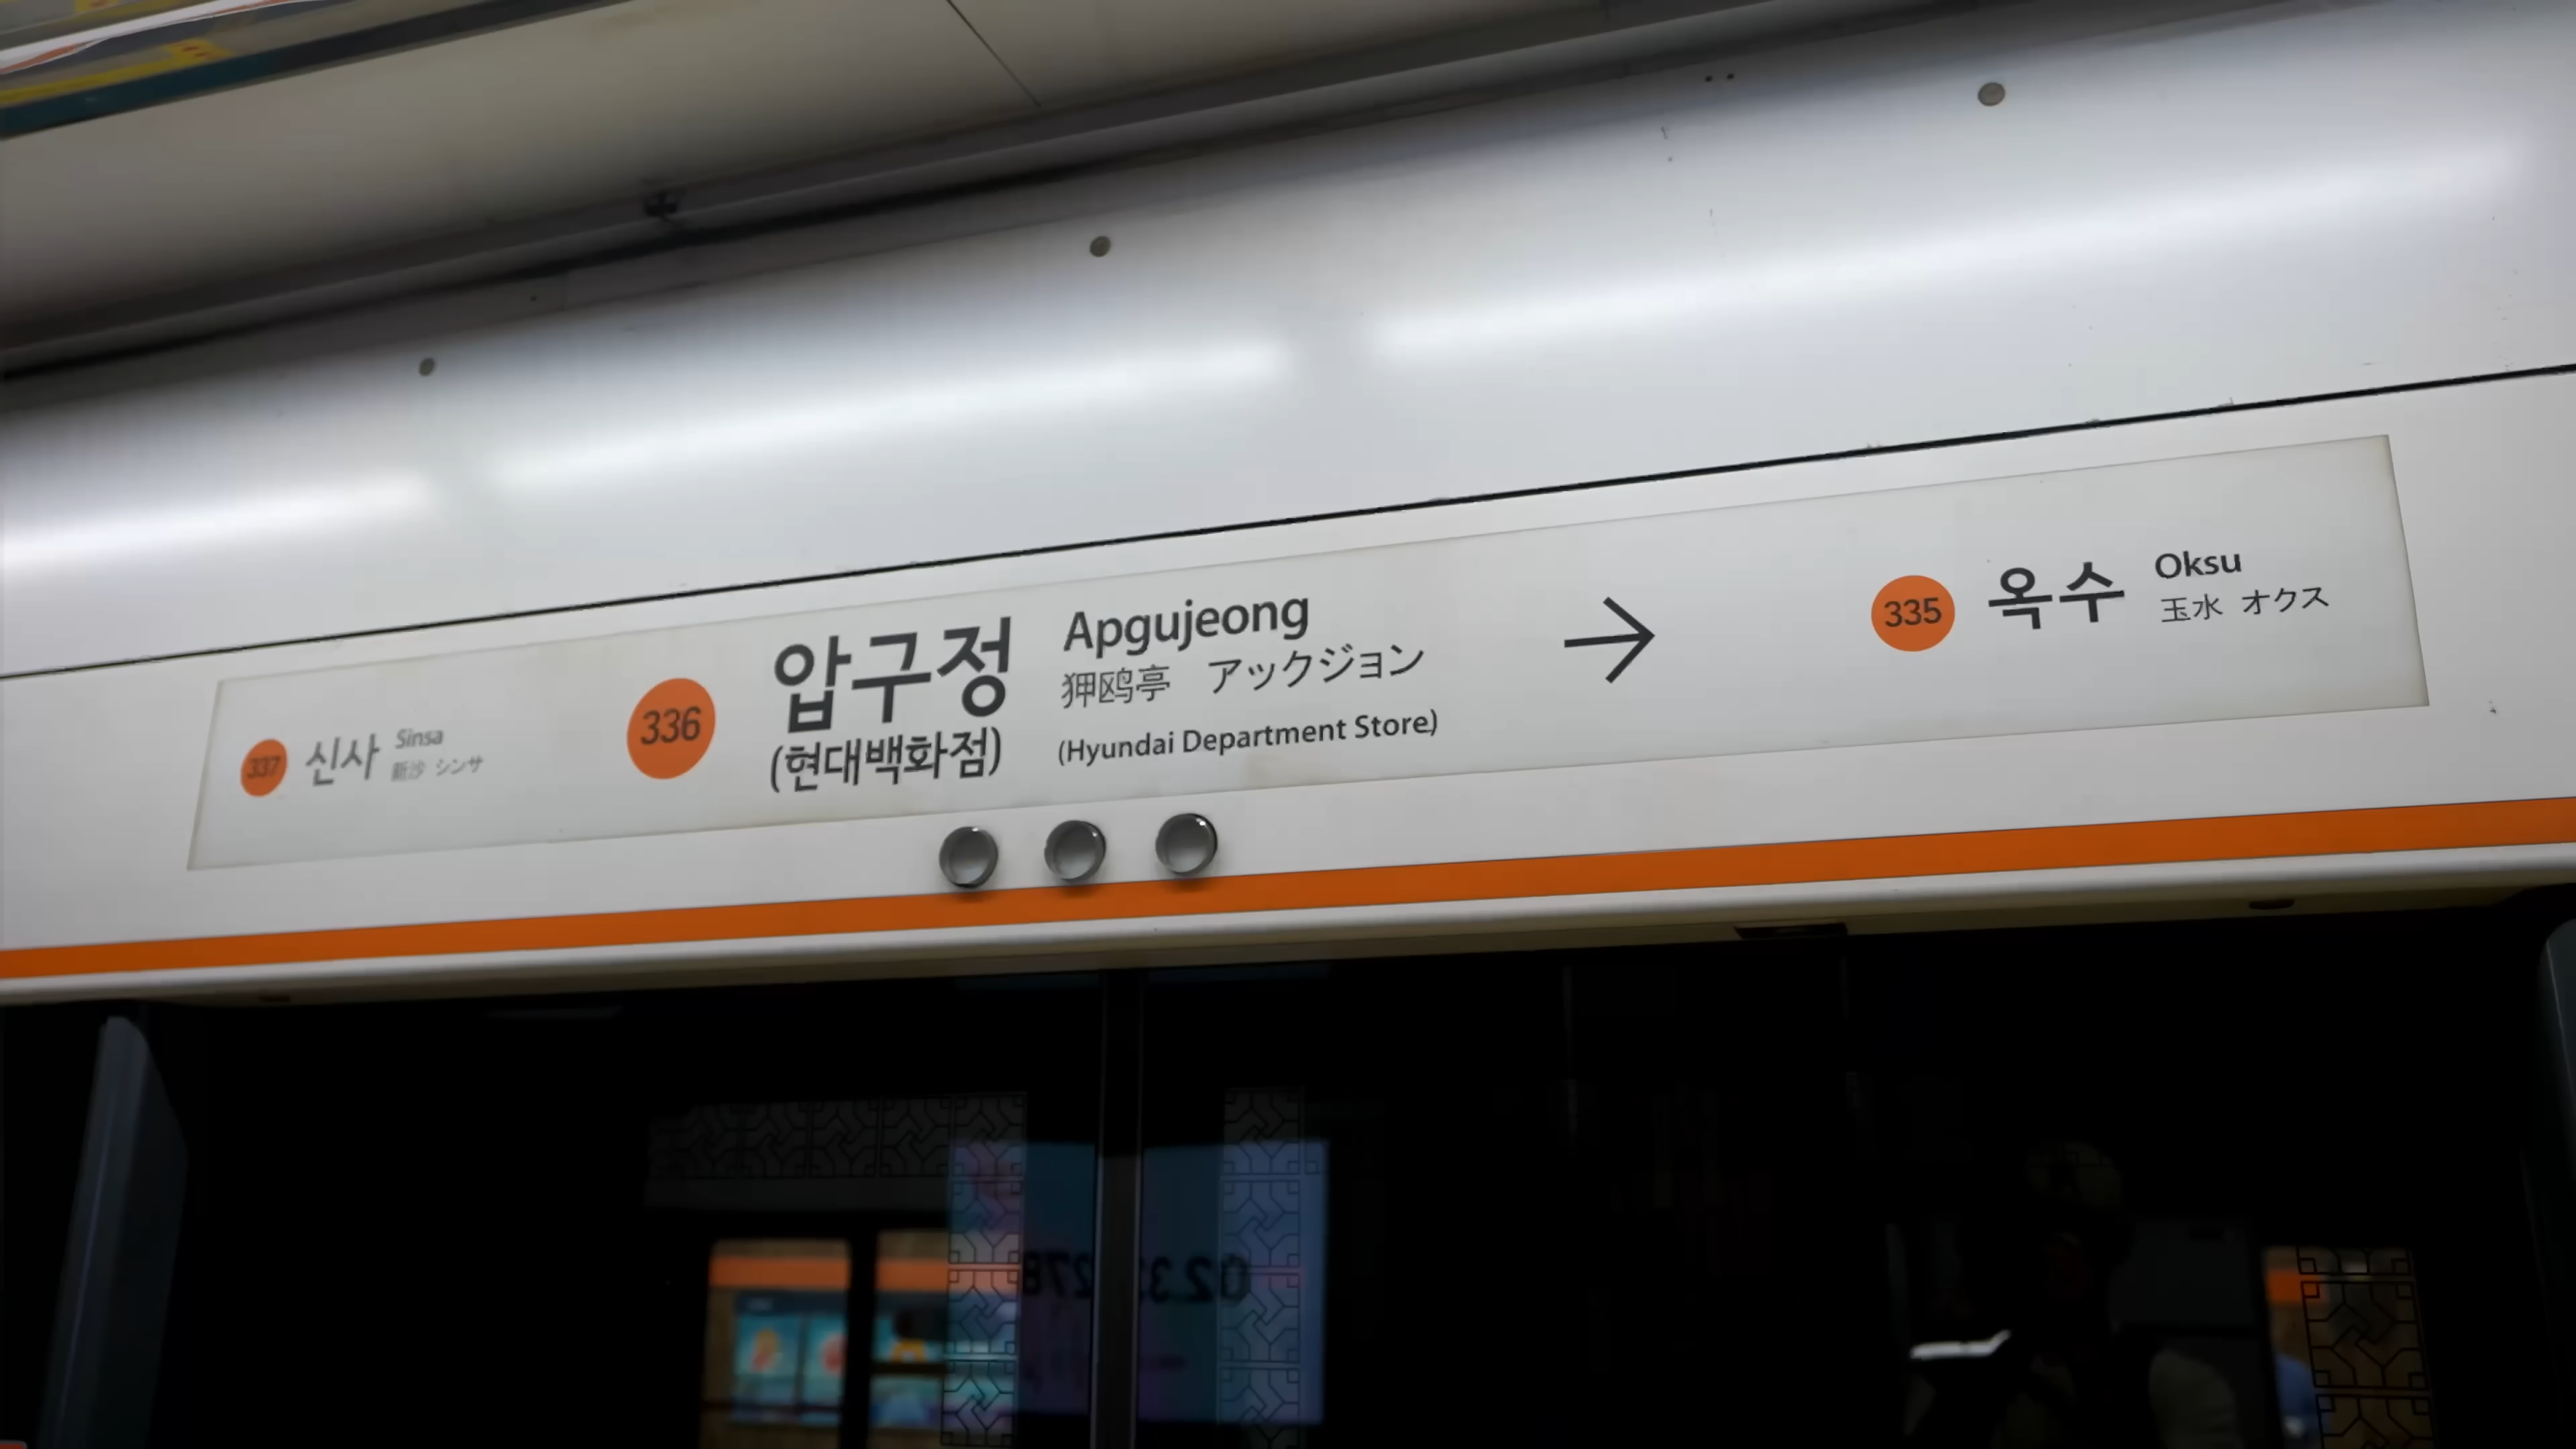 337 신사 Sinsa
新沙 シンサ
336 압구정 Apgujeong
狎鸥亭 アックジョン
(현대백화점) (Hyundai Department Store)
→
335 옥수 Oksu
玉水 オクス